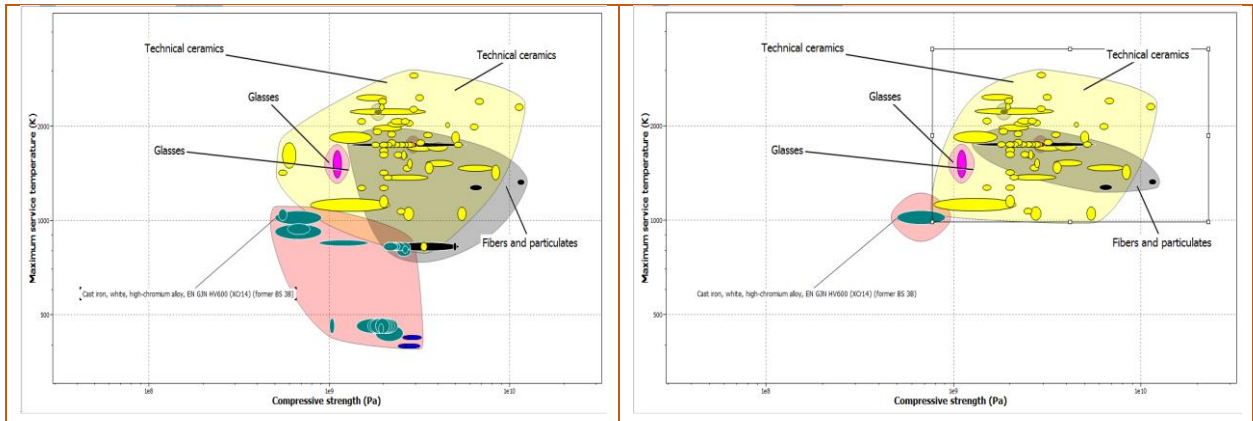 Technical ceramics
Technical ceramics
Glasses
Glasses
Fibers and particulates
Cast iron, white, high-chromium alloy, EN GJN HV600 (XCr14) (former BS 3B)
Maximum service temperature (K)
2000
1000
500
1e8
1e9
1e10
Compressive strength (Pa)
Technical ceramics
Technical ceramics
Glasses
Glasses
Fibers and particulates
Cast iron, white, high-chromium alloy, EN GJN HV600 (XCr14) (former BS 3B)
Maximum service temperature (K)
2000
1000
500
1e8
1e9
1e10
Compressive strength (Pa)